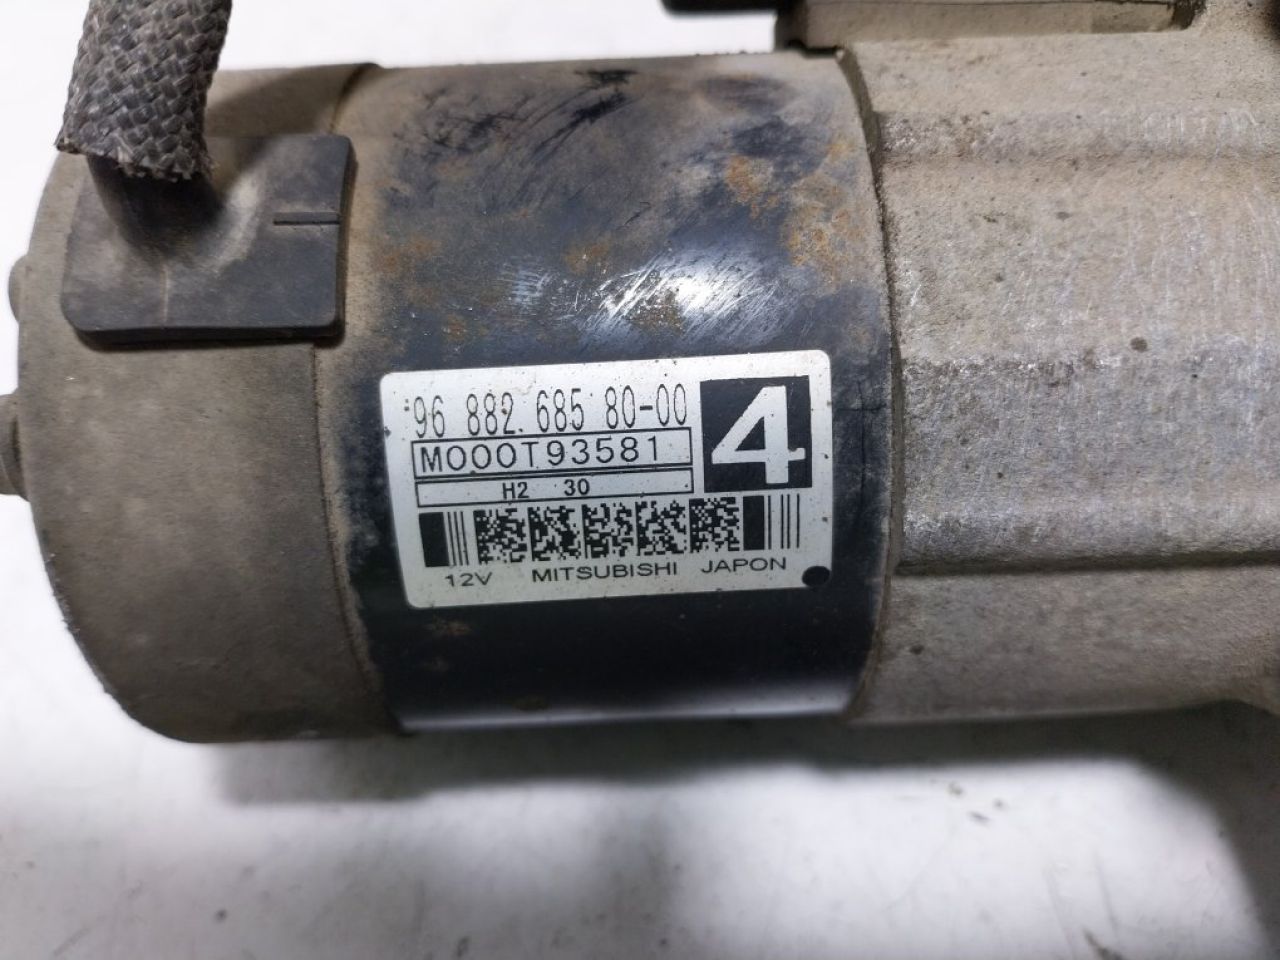 96 882.685 80-00
4
M000T93581
H2 30
12V MITSUBISHI JAPON